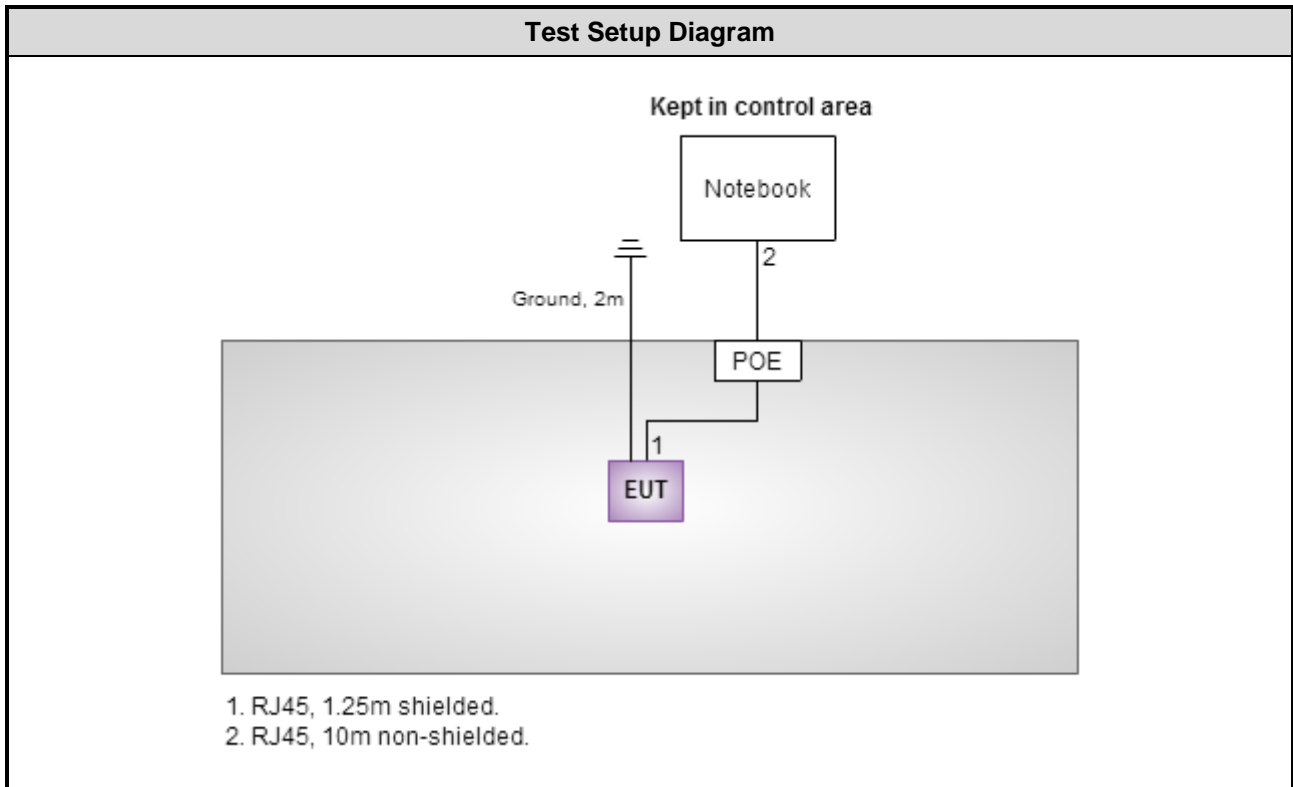 Test Setup Diagram
Kept in control area
Notebook
2
Ground, 2m
POE
1
EUT
1. RJ45, 1.25m shielded.
2. RJ45, 10m non-shielded.